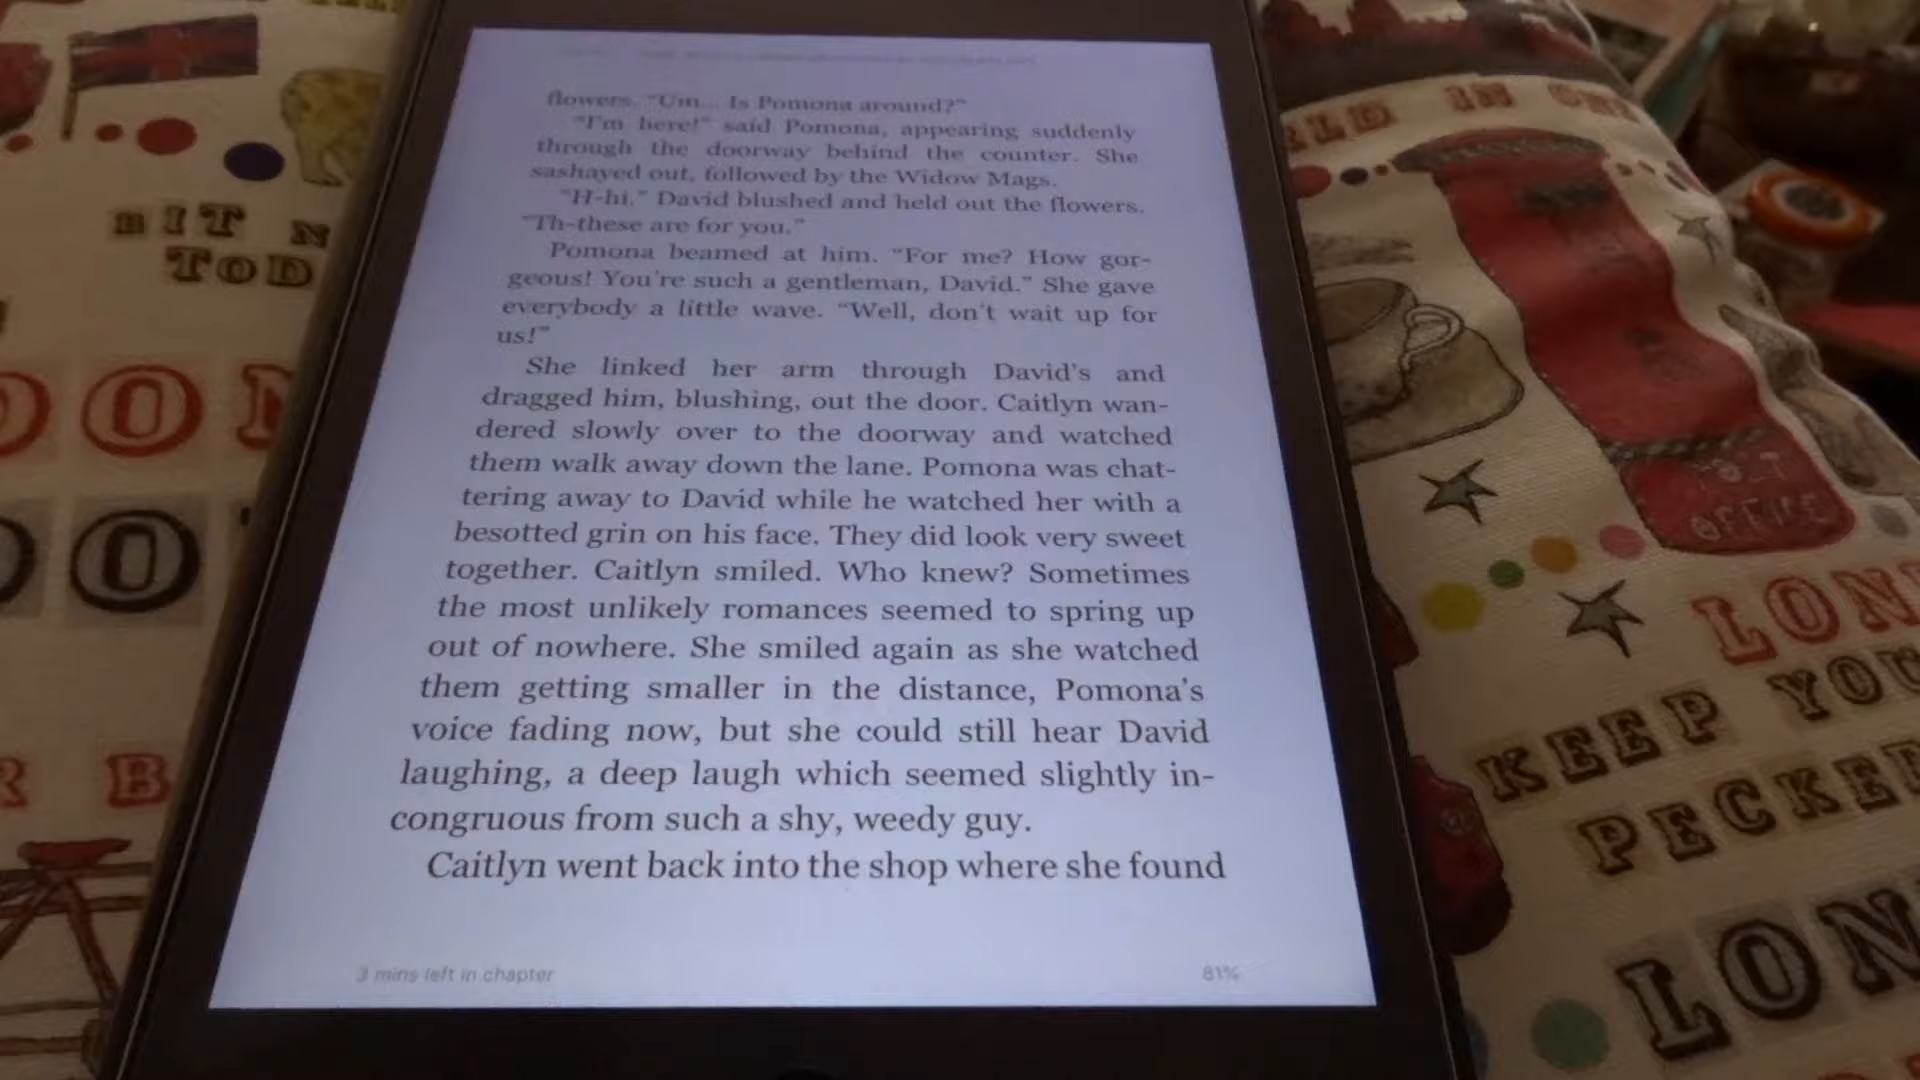 flowers. “Um... Is Pomona around?”
“I’m here!” said Pomona, appearing suddenly
through the doorway behind the counter. She
sashayed out, followed by the Widow Mags.
“H-hi,” David blushed and held out the flowers.
“Th-these are for you.”
Pomona beamed at him. “For me? How gor-
geous! You’re such a gentleman, David.” She gave
everybody a little wave. “Well, don’t wait up for
us!”
She linked her arm through David’s and
dragged him, blushing, out the door. Caitlyn wan-
dered slowly over to the doorway and watched
them walk away down the lane. Pomona was chat-
tering away to David while he watched her with a
besotted grin on his face. They did look very sweet
together. Caitlyn smiled. Who knew? Sometimes
the most unlikely romances seemed to spring up
out of nowhere. She smiled again as she watched
them getting smaller in the distance, Pomona’s
voice fading now, but she could still hear David
laughing, a deep laugh which seemed slightly in-
congruous from such a shy, weedy guy.
Caitlyn went back into the shop where she found
3 mins left in chapter
81%
BIT N
TOD
OON
OO
R B
RLD IN ON
POST
OFFICE
LON
KEEP YOU
PECKE
LON